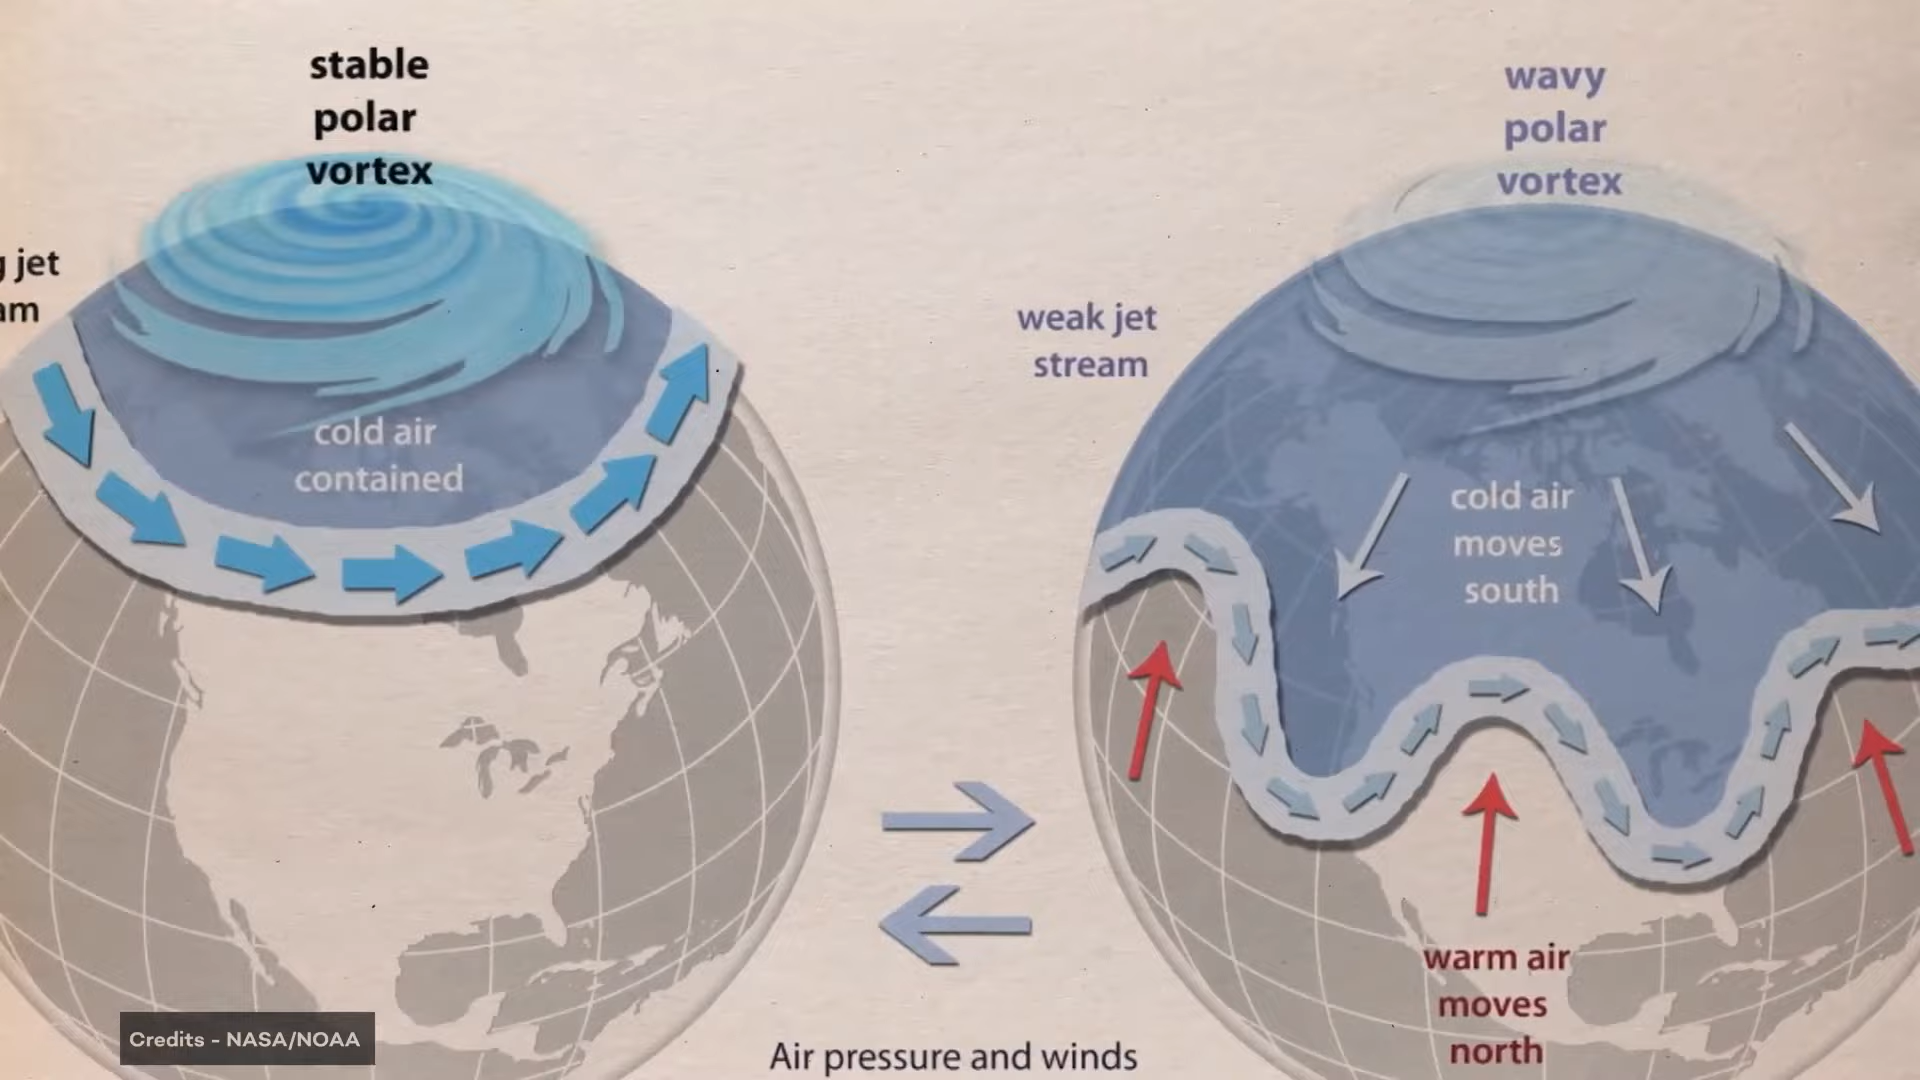 stable
polar
vortex
jet
cold air
contained
wavy
polar
vortex
weak jet
stream
cold air
moves
south
warm air
moves
north
Air pressure and winds
Credits - NASA/NOAA